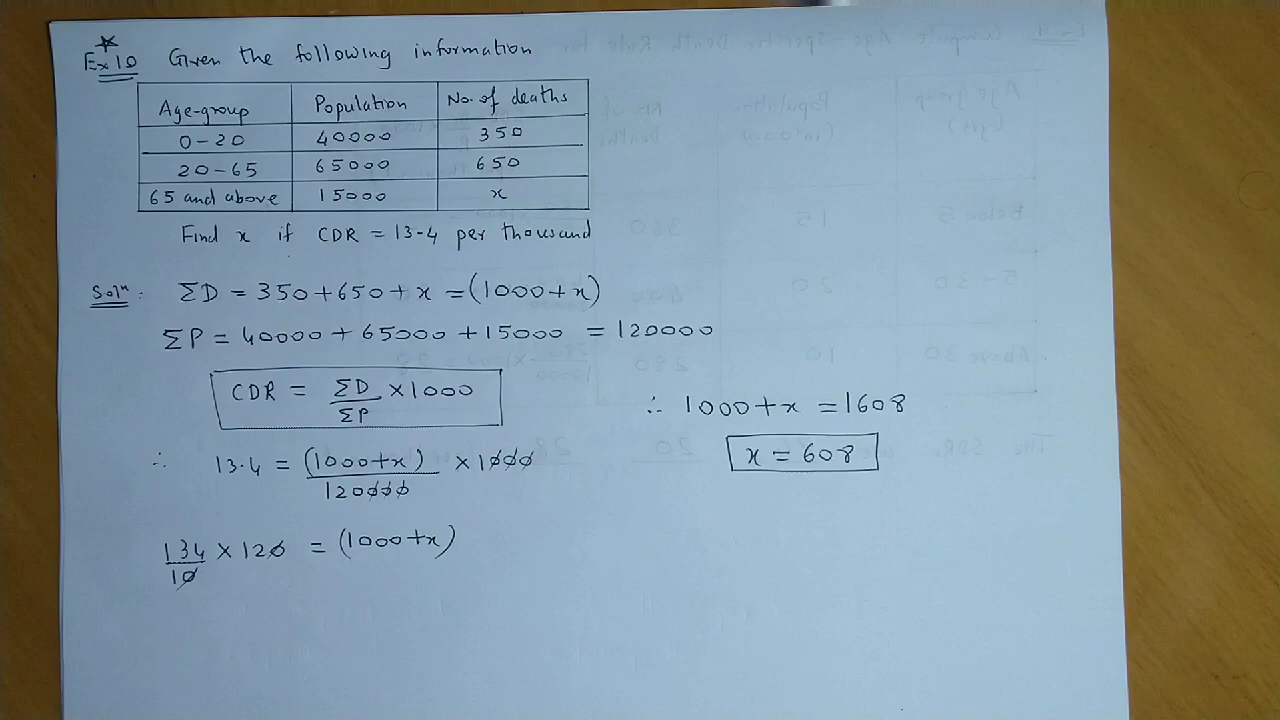 Ex 10 Given the following information
Age-group Population No. of deaths
0-20 40000 350
20-65 65000 650
65 and above 15000 x
Find x if CDR = 13.4 per thousand
Solⁿ: ΣD = 350+650+x = (1000+x)
ΣP = 40000+65000+15000 = 120000
CDR = ΣD/ΣP ×1000
∴ 13.4 = (1000+x)/120000 ×1000
134/10 × 120 = (1000+x)
∴ 1000+x = 1608
x = 608